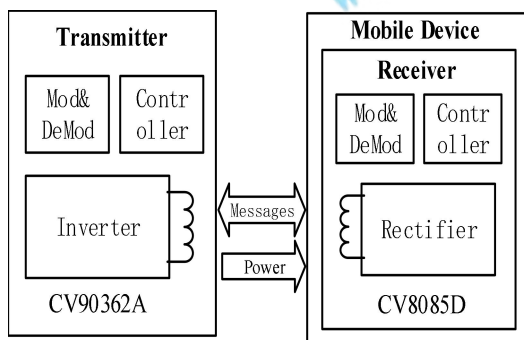 Transmitter
Mod&
DeMod
Contr
oller
Inverter
CV90362A
Messages
Power
Mobile Device
Receiver
Mod&
DeMod
Contr
oller
Rectifier
CV8085D